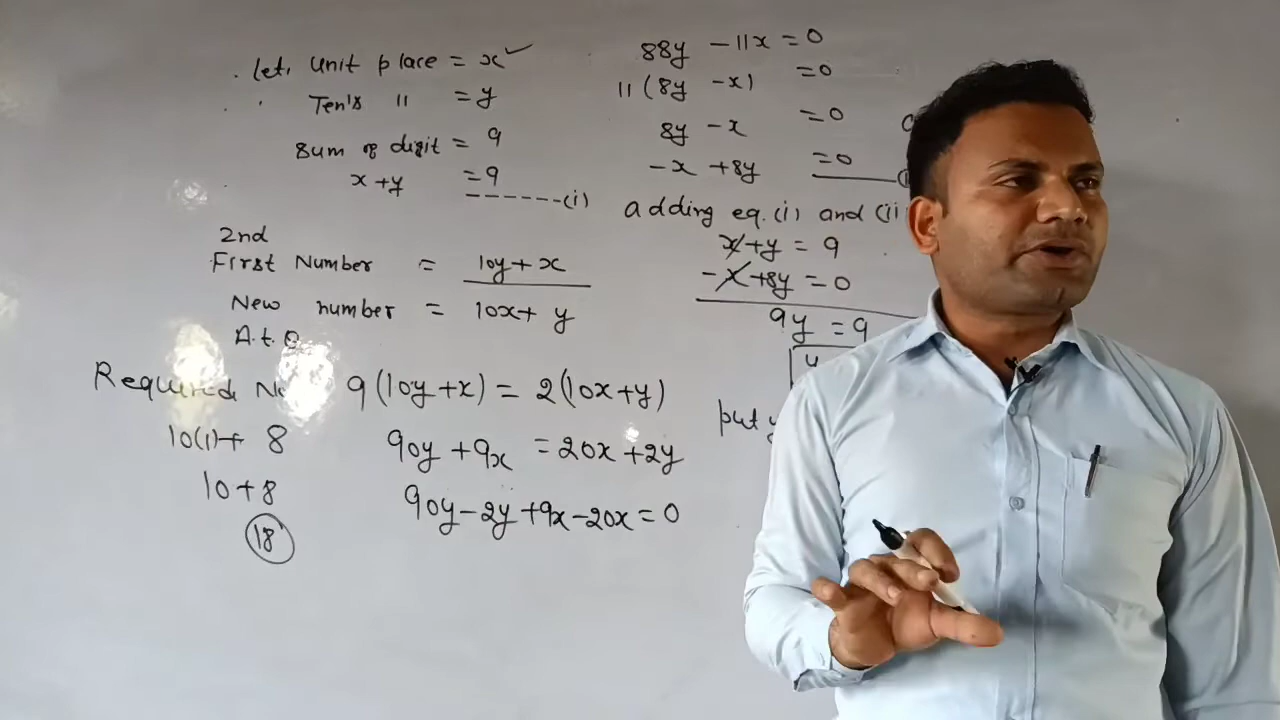 Let, Unit place = x ✓
Ten's 〃 = y
Sum of digit = 9
x + y = 9 ------(i)
2nd
First Number = 10y + x
New number = 10x + y
A.t.Q
Required No
10(1) + 8
10 + 8
18
9(10y + x) = 2(10x + y)
90y + 9x = 20x + 2y
90y - 2y + 9x - 20x = 0
88y - 11x = 0
11(8y - x) = 0
8y - x = 0
-x + 8y = 0
adding eq.(i) and (ii
x + y = 9
-x + 8y = 0
9y = 9
y
put y